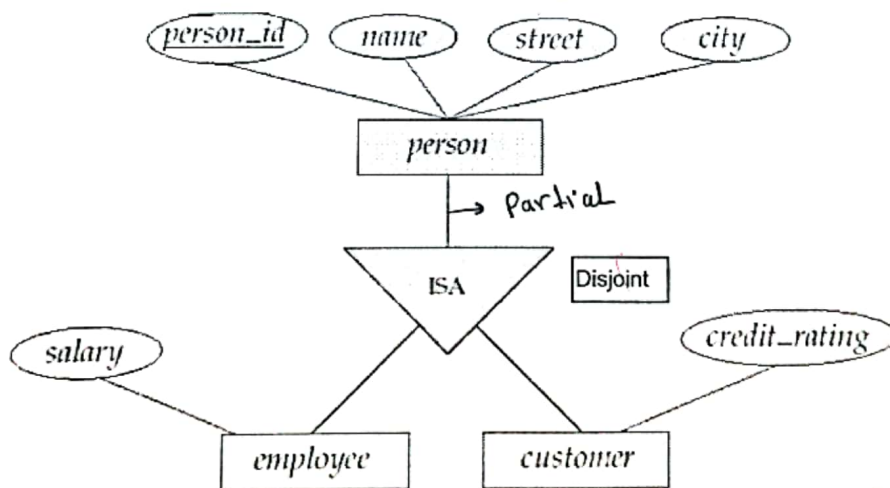 person_id name street city
person
Partial
ISA Disjoint
salary credit_rating
employee customer